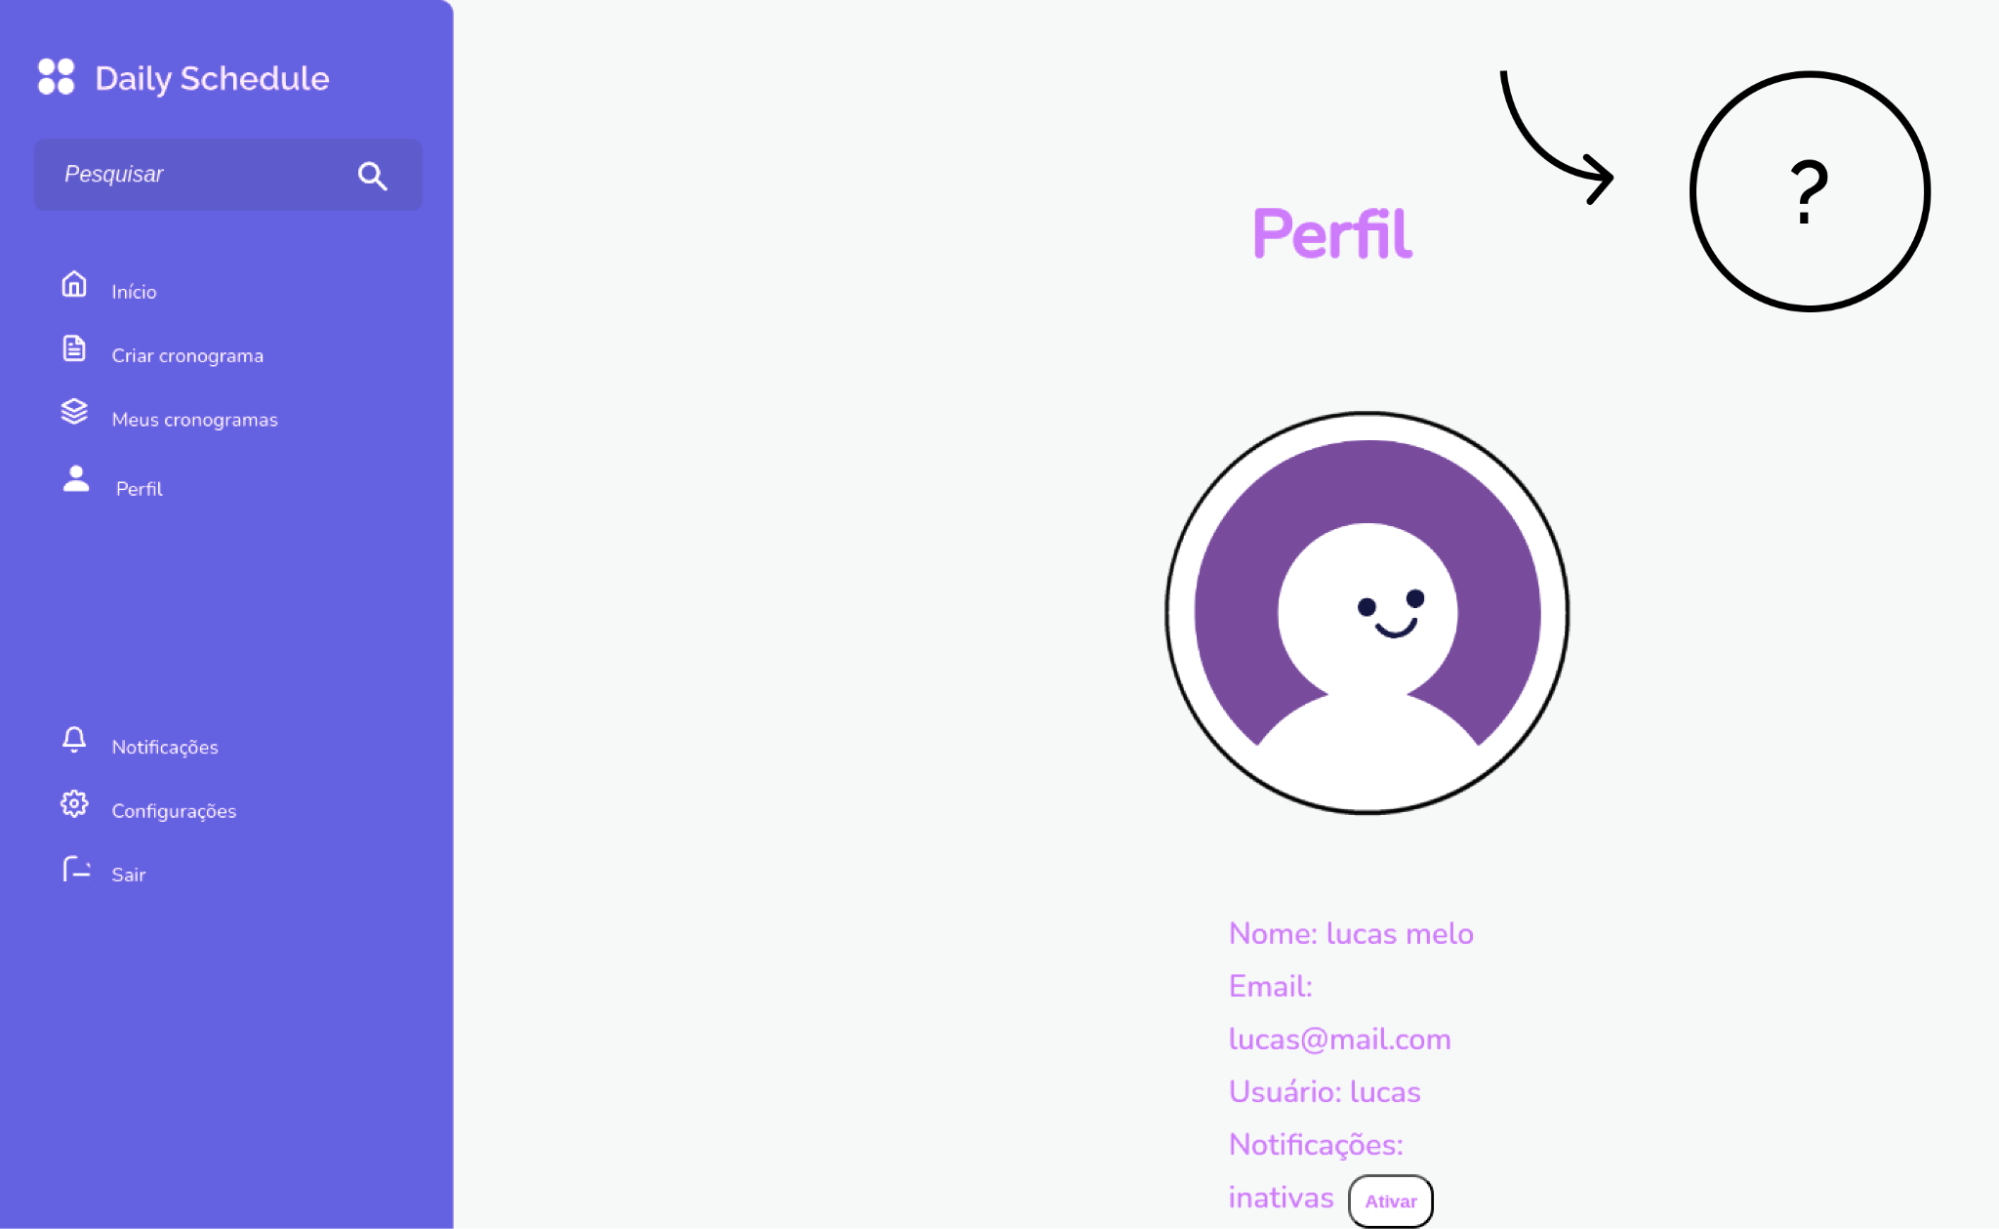 Daily Schedule
Pesquisar
Início
Criar cronograma
Meus cronogramas
Perfil
Notificações
Configurações
Sair
?
Perfil
Nome: lucas melo
Email:
lucas@mail.com
Usuário: lucas
Notificações:
inativas Ativar